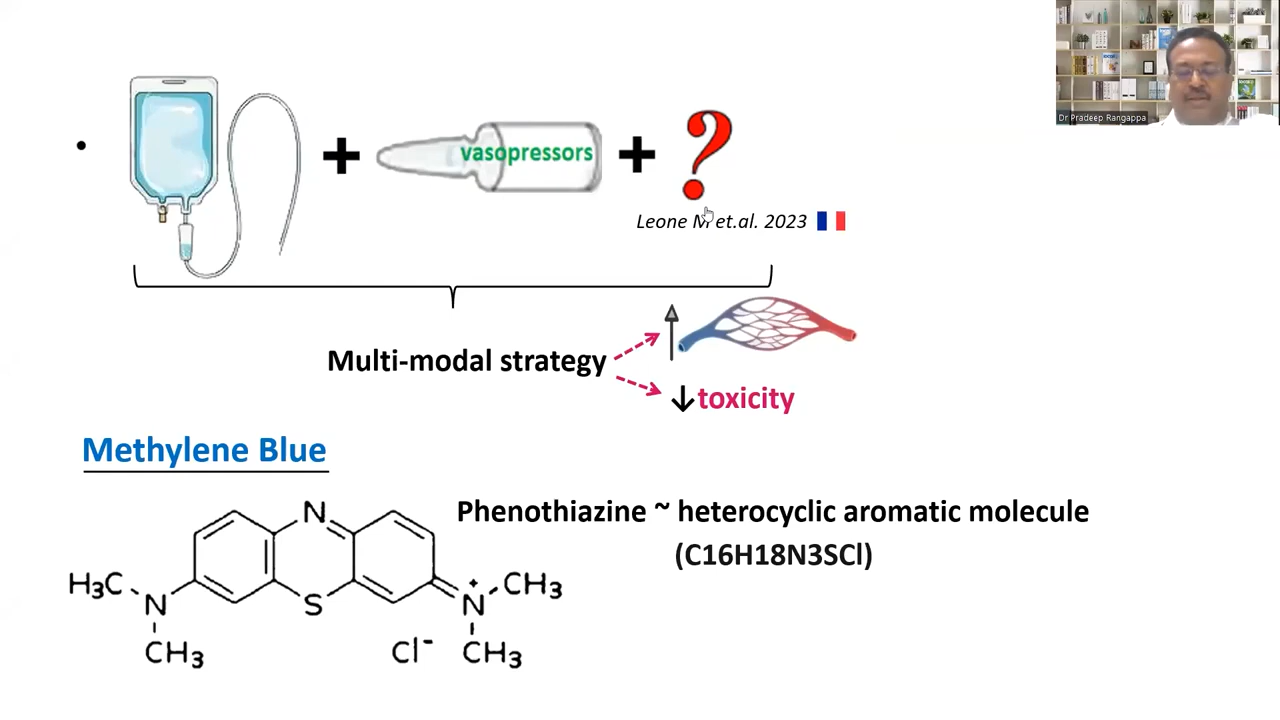 Dr Pradeep Rangappa
vasopressors
+ + ?
Leone M et.al. 2023
Multi-modal strategy
toxicity
Methylene Blue
Phenothiazine ~ heterocyclic aromatic molecule
(C16H18N3SCl)
N
H3C
N
CH3
S
Cl-
+
N
CH3
CH3